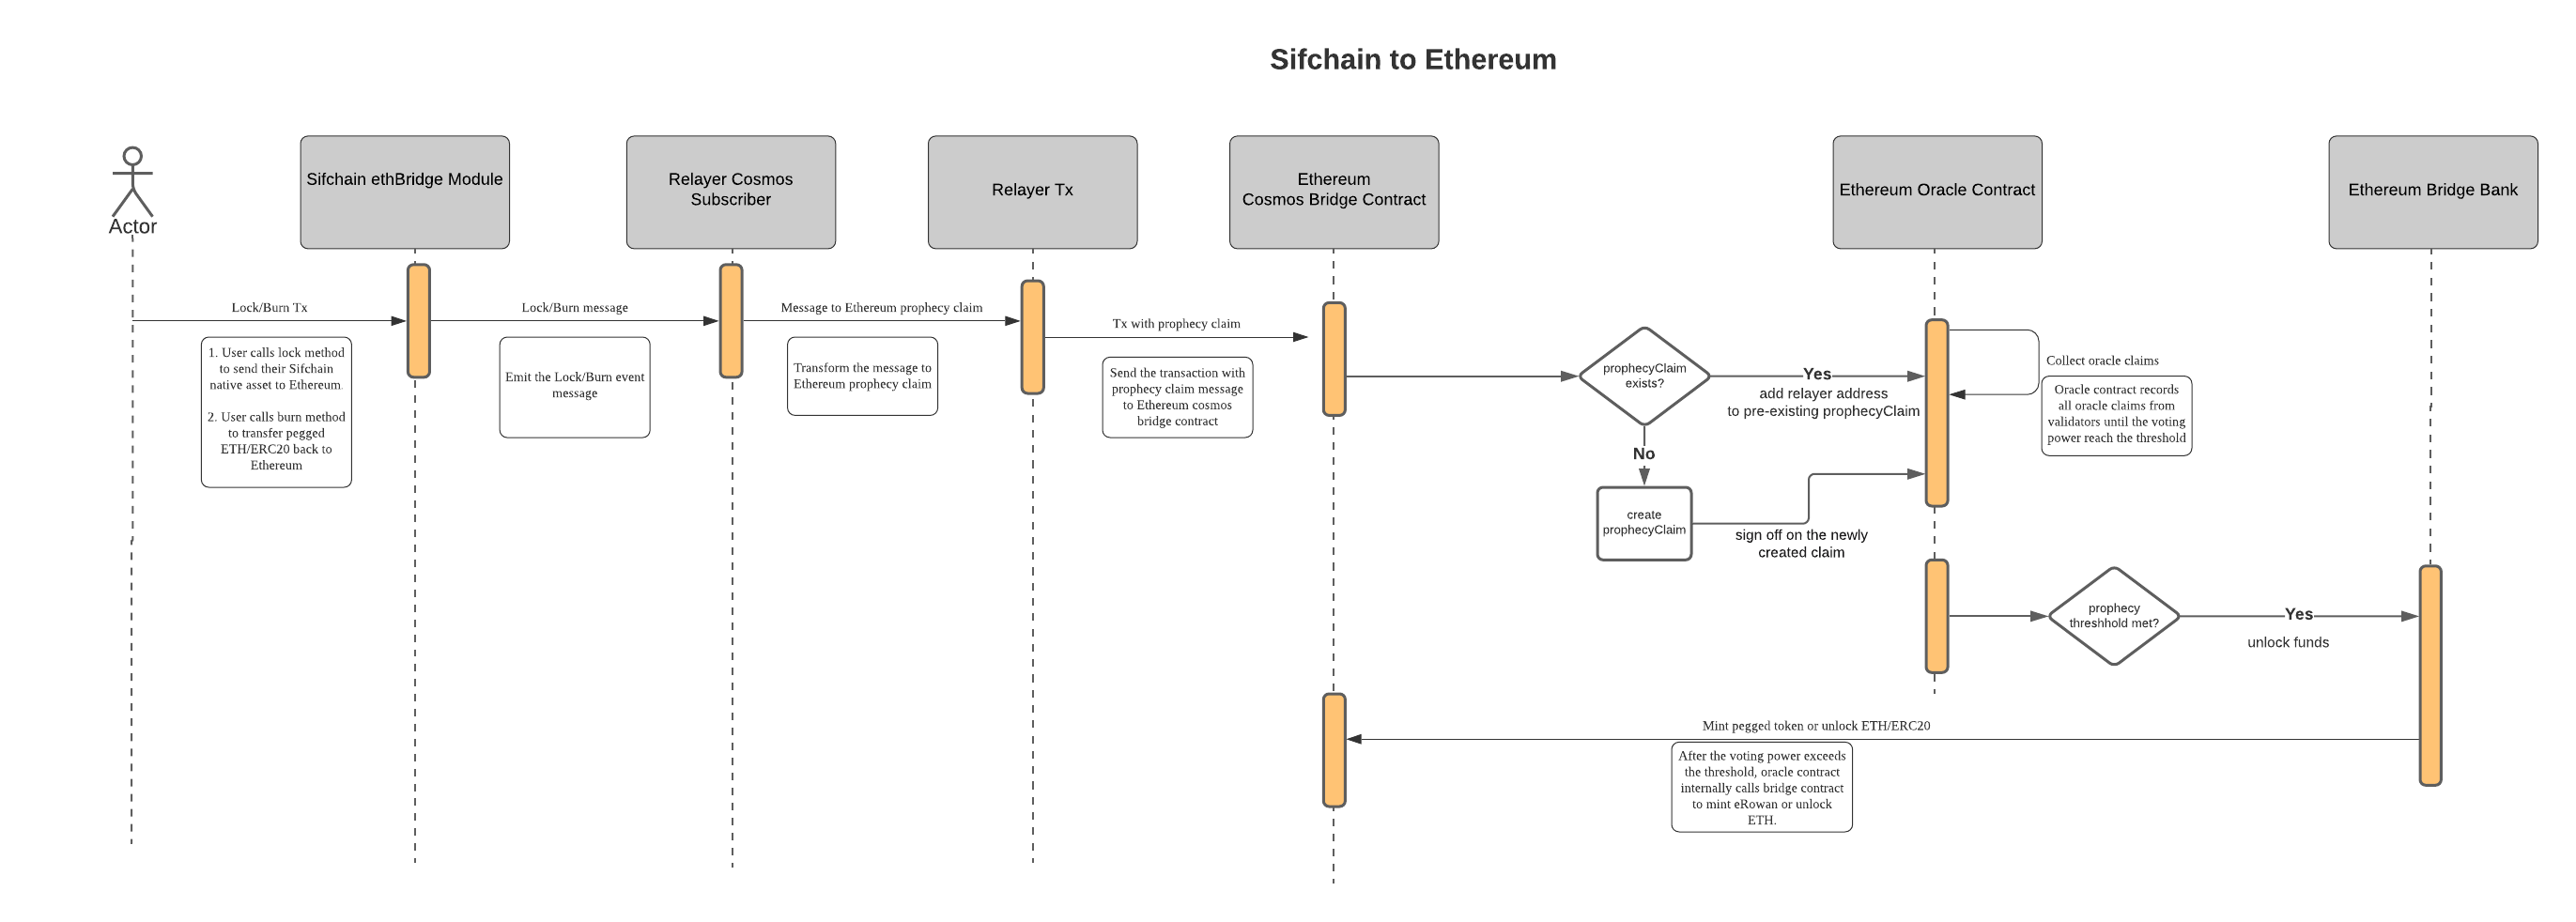 Sifchain to Ethereum
Actor
Sifchain ethBridge Module
Relayer Cosmos
Subscriber
Relayer Tx
Ethereum
Cosmos Bridge Contract
Ethereum Oracle Contract
Ethereum Bridge Bank
Lock/Burn Tx
1. User calls lock method
to send their Sifchain
native asset to Ethereum.
2. User calls burn method
to transfer pegged
ETH/ERC20 back to
Ethereum
Lock/Burn message
Emit the Lock/Burn event
message
Message to Ethereum prophecy claim
Transform the message to
Ethereum prophecy claim
Tx with prophecy claim
Send the transaction with
prophecy claim message
to Ethereum cosmos
bridge contract
prophecyClaim
exists?
Yes
add relayer address
to pre-existing prophecyClaim
No
create
prophecyClaim
sign off on the newly
created claim
Collect oracle claims
Oracle contract records
all oracle claims from
validators until the voting
power reach the threshold
prophecy
threshhold met?
Yes
unlock funds
Mint pegged token or unlock ETH/ERC20
After the voting power exceeds
the threshold, oracle contract
internally calls bridge contract
to mint eRowan or unlock
ETH.